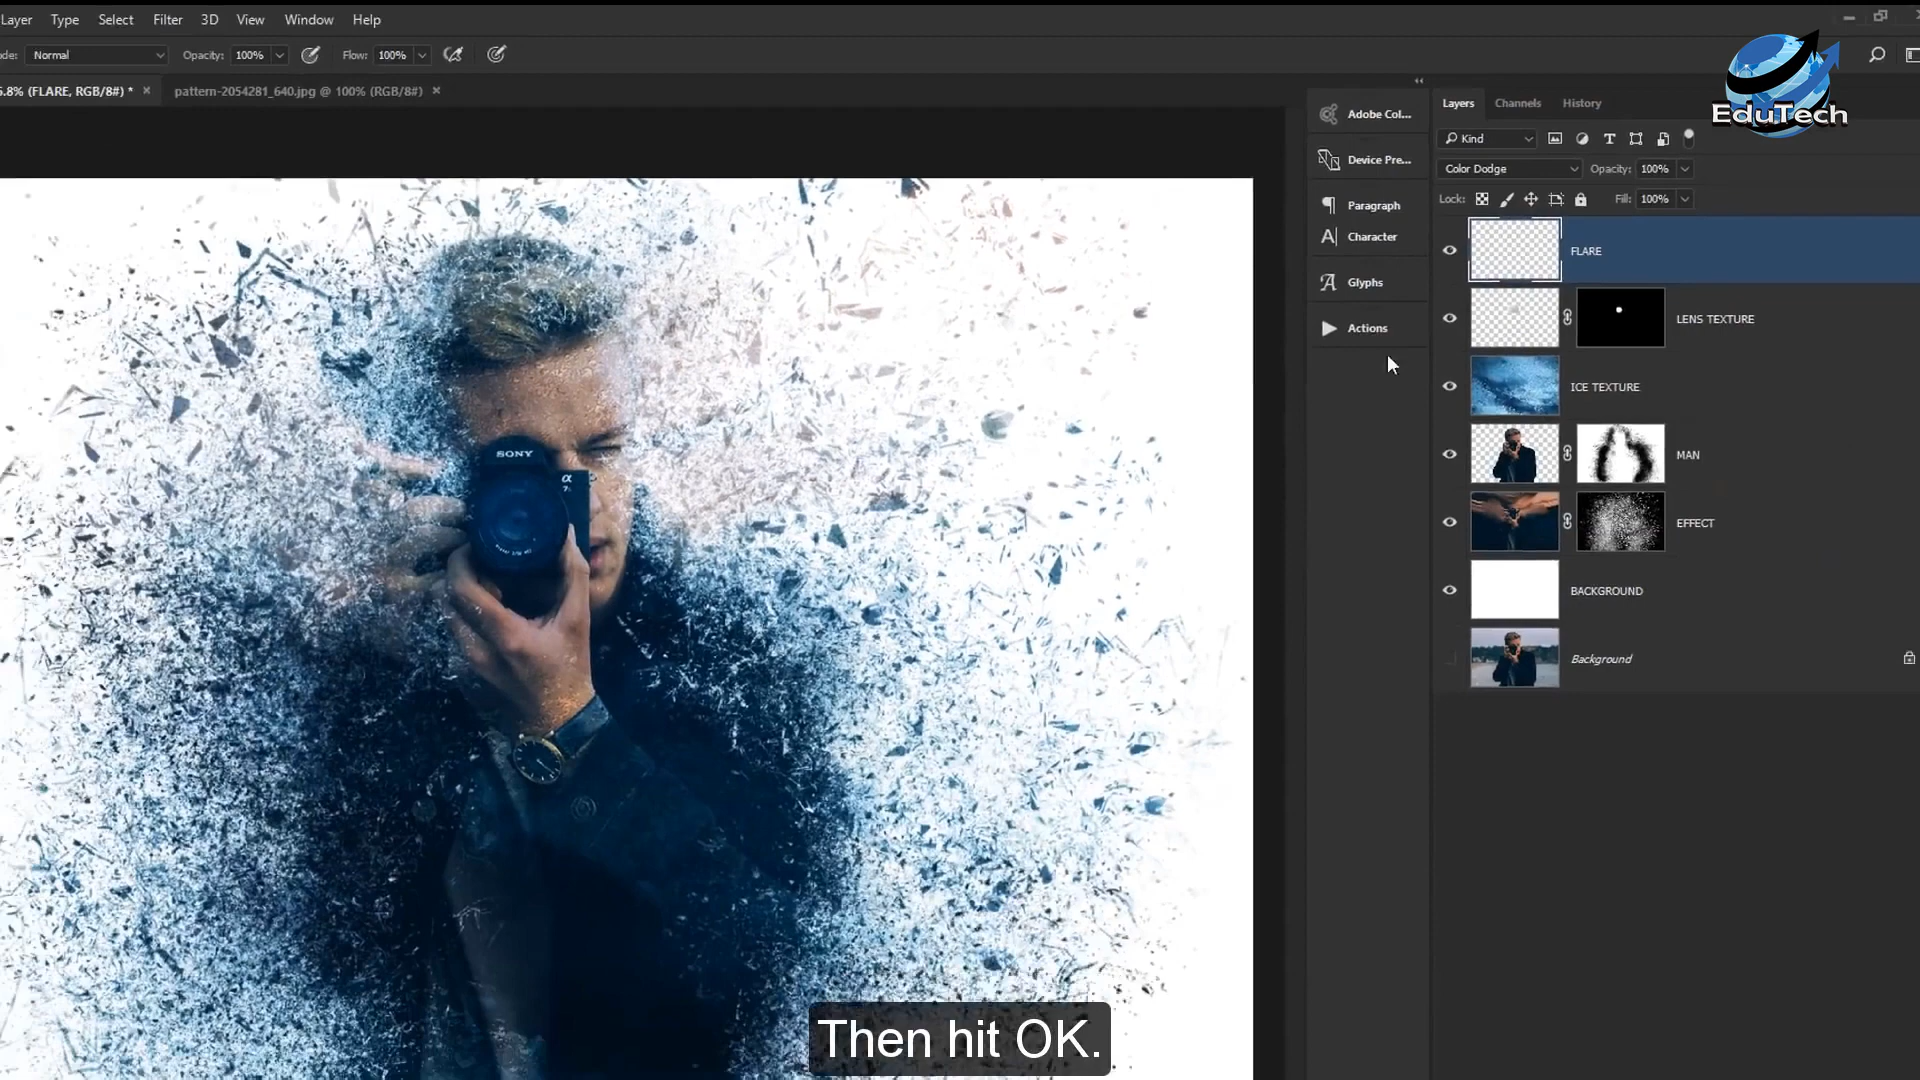 Layer Type Select Filter 3D View Window Help
de: Normal Opacity: 100% Flow: 100%
5.8% (FLARE, RGB/8#) * × pattern-2054281_640.jpg @ 100% (RGB/8#) ×
EduTech
Adobe Col...
Device Pre...
Paragraph
Character
Glyphs
Actions
Layers Channels History
Kind
Color Dodge Opacity: 100%
Lock: Fill: 100%
FLARE
LENS TEXTURE
ICE TEXTURE
MAN
EFFECT
BACKGROUND
Background
SONY
α
Then hit OK.